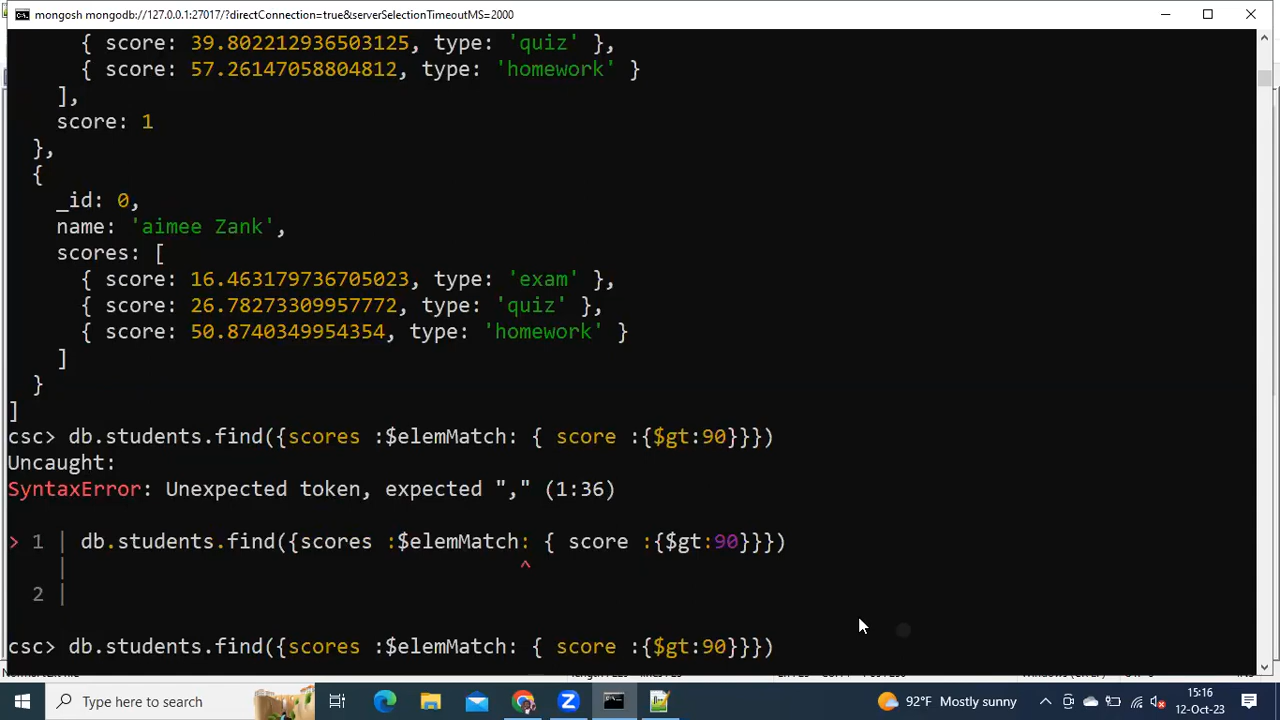 mongosh mongodb://127.0.0.1:27017/?directConnection=true&serverSelectionTimeoutMS=2000
{ score: 39.802212936503125, type: 'quiz' },
{ score: 57.26147058804812, type: 'homework' }
],
score: 1
},
{
_id: 0,
name: 'aimee Zank',
scores: [
{ score: 16.463179736705023, type: 'exam' },
{ score: 26.78273309957772, type: 'quiz' },
{ score: 50.8740349954354, type: 'homework' }
]
}
]
csc> db.students.find({scores :$elemMatch: { score :{$gt:90}}})
Uncaught:
SyntaxError: Unexpected token, expected "," (1:36)
> 1 | db.students.find({scores :$elemMatch: { score :{$gt:90}}})
| ^
2 |
csc> db.students.find({scores :$elemMatch: { score :{$gt:90}}})
Type here to search
92°F Mostly sunny
15:16
12-Oct-23